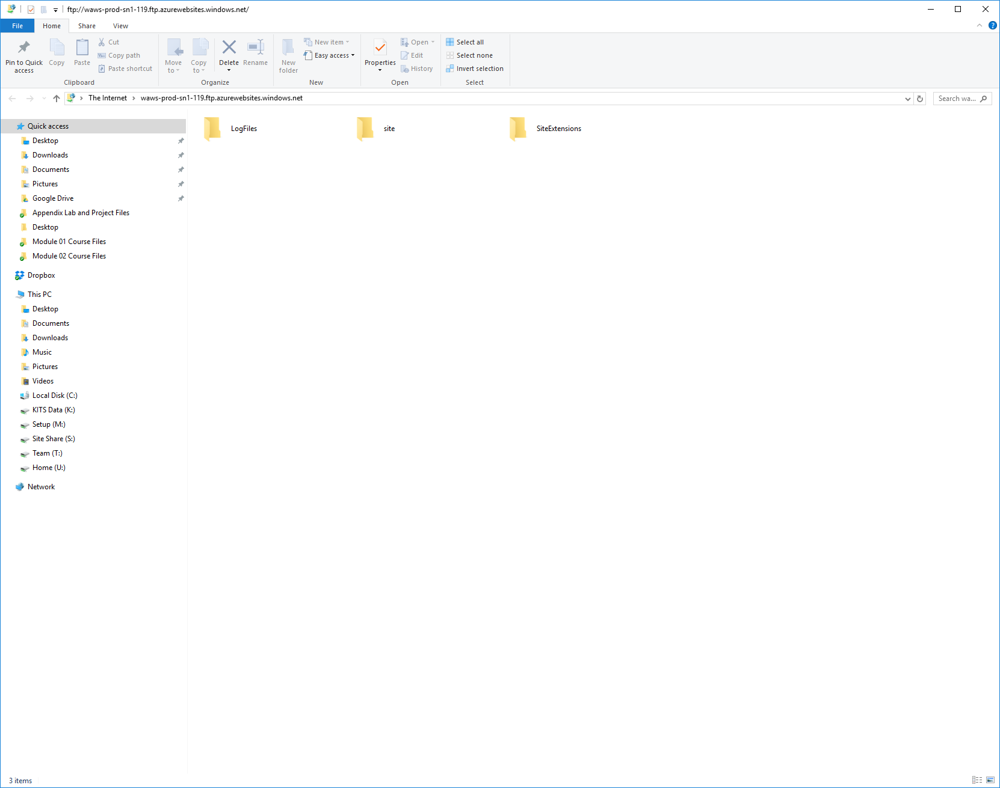 ftp://waws-prod-sn1-119.ftp.azurewebsites.windows.net/
File Home Share View
Pin to Quick access
Copy
Paste
Cut
Copy path
Paste shortcut
Clipboard
Move to
Copy to
Delete
Rename
Organize
New folder
New item
Easy access
New
Properties
Open
Edit
History
Open
Select all
Select none
Invert selection
Select
The Internet > waws-prod-sn1-119.ftp.azurewebsites.windows.net
Search wa...
Quick access
Desktop
Downloads
Documents
Pictures
Google Drive
Appendix Lab and Project Files
Desktop
Module 01 Course Files
Module 02 Course Files
Dropbox
This PC
Desktop
Documents
Downloads
Music
Pictures
Videos
Local Disk (C:)
KITS Data (K:)
Setup (M:)
Site Share (S:)
Team (T:)
Home (U:)
Network
LogFiles
site
SiteExtensions
3 items